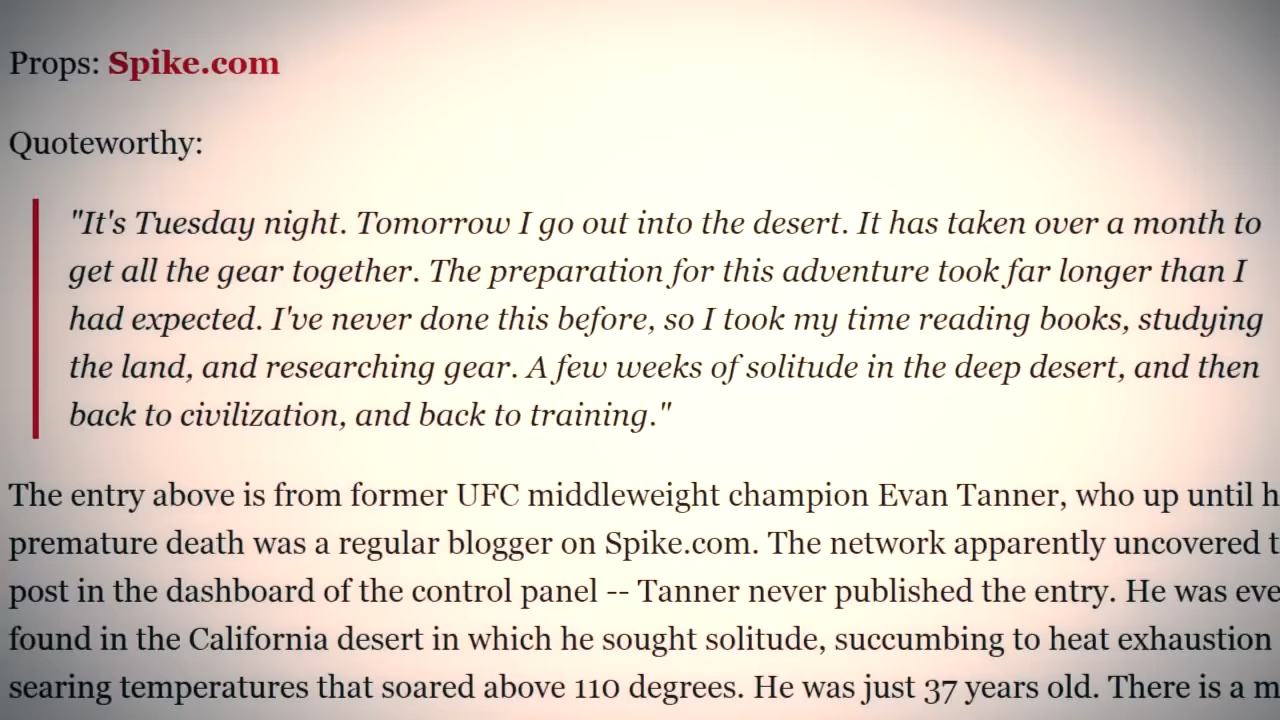 Props: Spike.com
Quoteworthy:
"It's Tuesday night. Tomorrow I go out into the desert. It has taken over a month to
get all the gear together. The preparation for this adventure took far longer than I
had expected. I've never done this before, so I took my time reading books, studying
the land, and researching gear. A few weeks of solitude in the deep desert, and then
back to civilization, and back to training."
The entry above is from former UFC middleweight champion Evan Tanner, who up until h
premature death was a regular blogger on Spike.com. The network apparently uncovered t
post in the dashboard of the control panel -- Tanner never published the entry. He was eve
found in the California desert in which he sought solitude, succumbing to heat exhaustion
searing temperatures that soared above 110 degrees. He was just 37 years old. There is a m